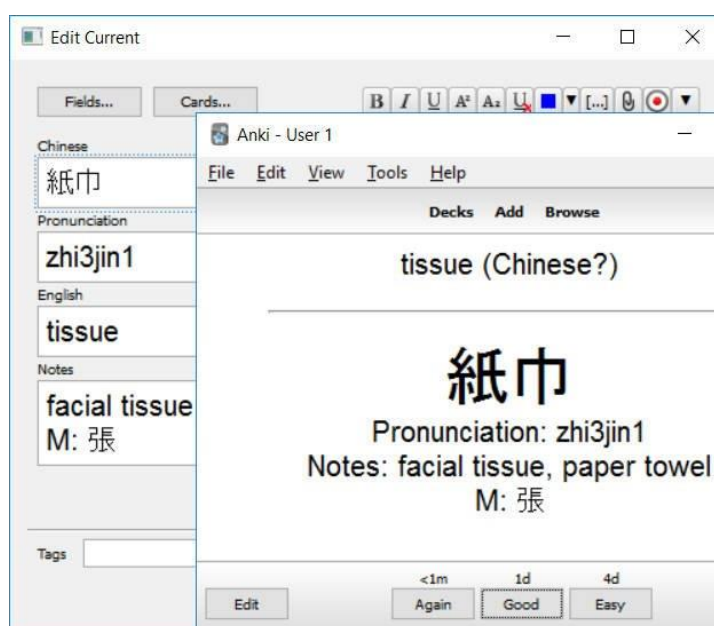 Edit Current
Fields...
Cards...
B I U A² A₂ U [...]
Chinese
紙巾
Pronunciation
zhi3jin1
English
tissue
Notes
facial tissue
M: 張
Tags
Anki - User 1
File Edit View Tools Help
Decks Add Browse
tissue (Chinese?)
紙巾
Pronunciation: zhi3jin1
Notes: facial tissue, paper towel
M: 張
<1m 1d 4d
Edit Again Good Easy